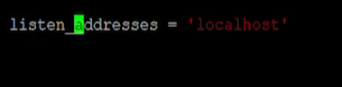 listen_addresses = 'localhost'